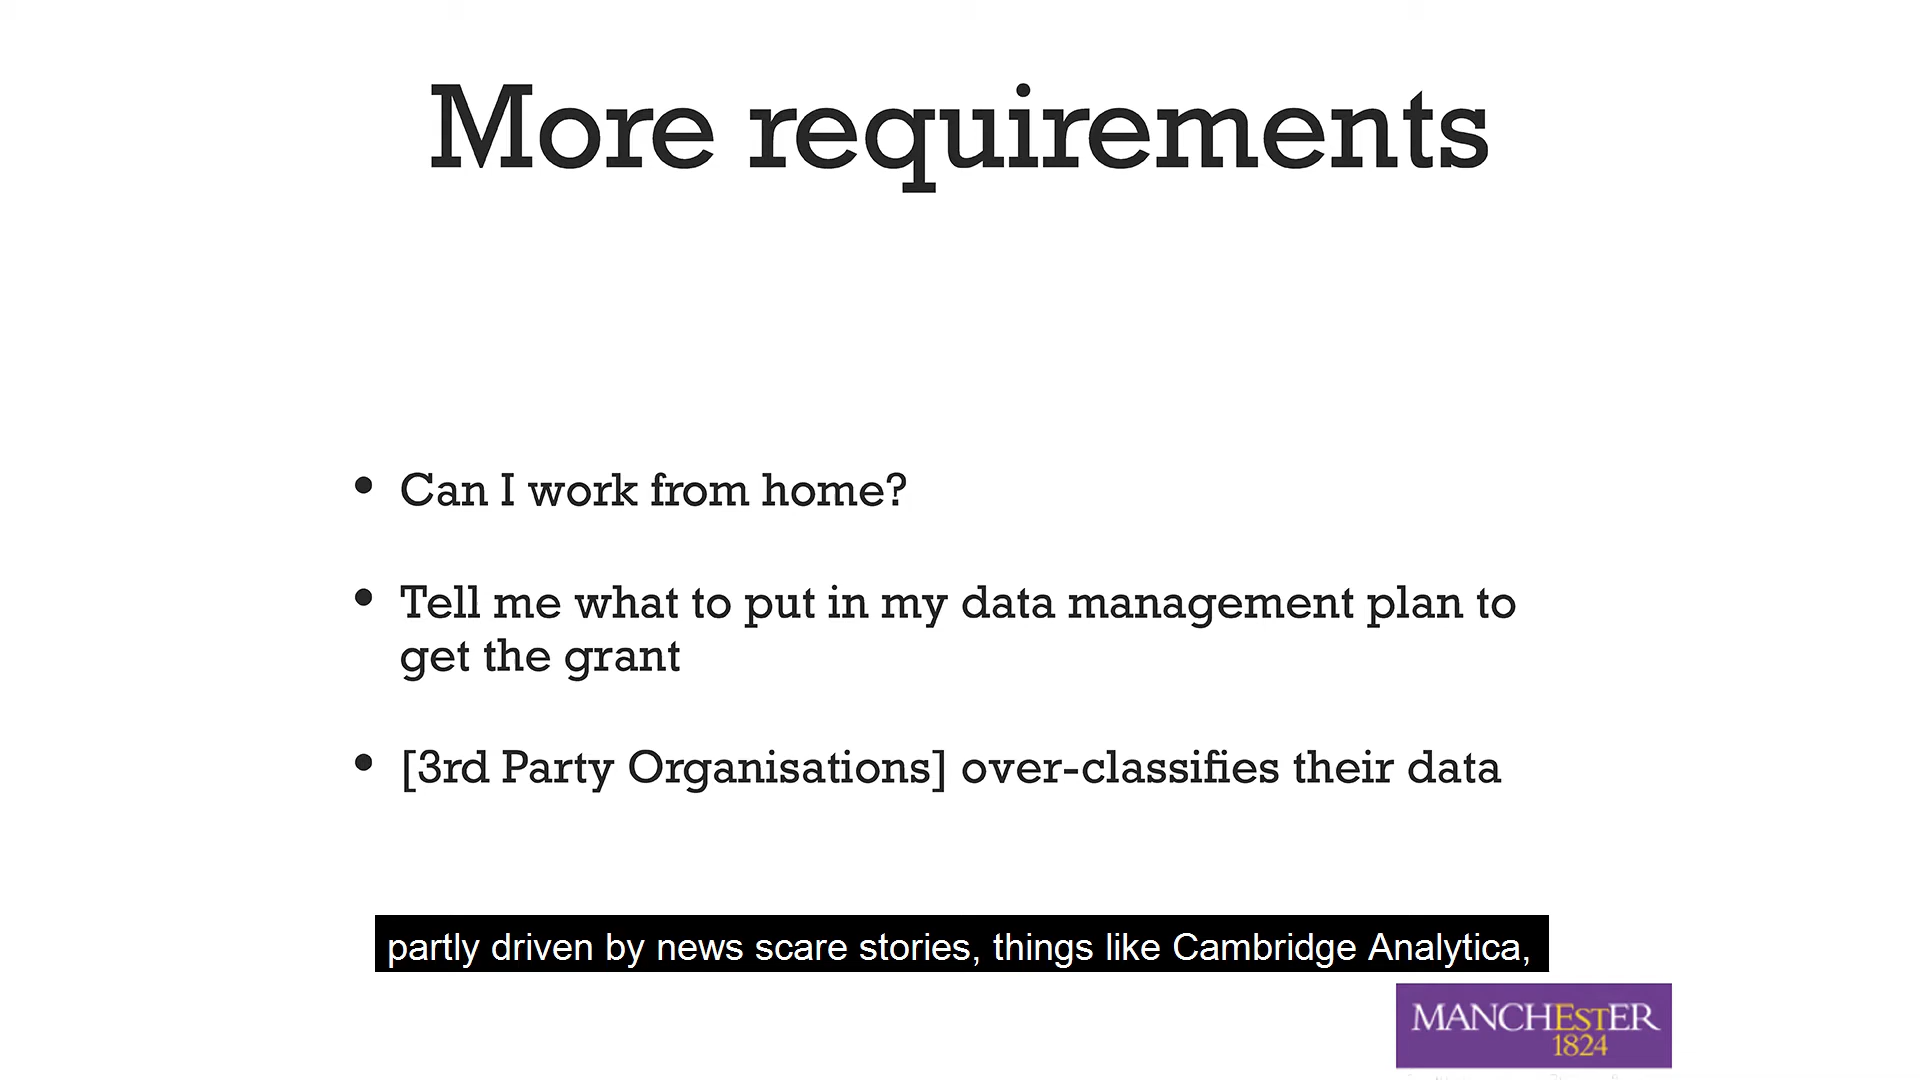 More requirements
• Can I work from home?
• Tell me what to put in my data management plan to
get the grant
• [3rd Party Organisations] over-classifies their data
partly driven by news scare stories, things like Cambridge Analytica,
MANCHESTER
1824